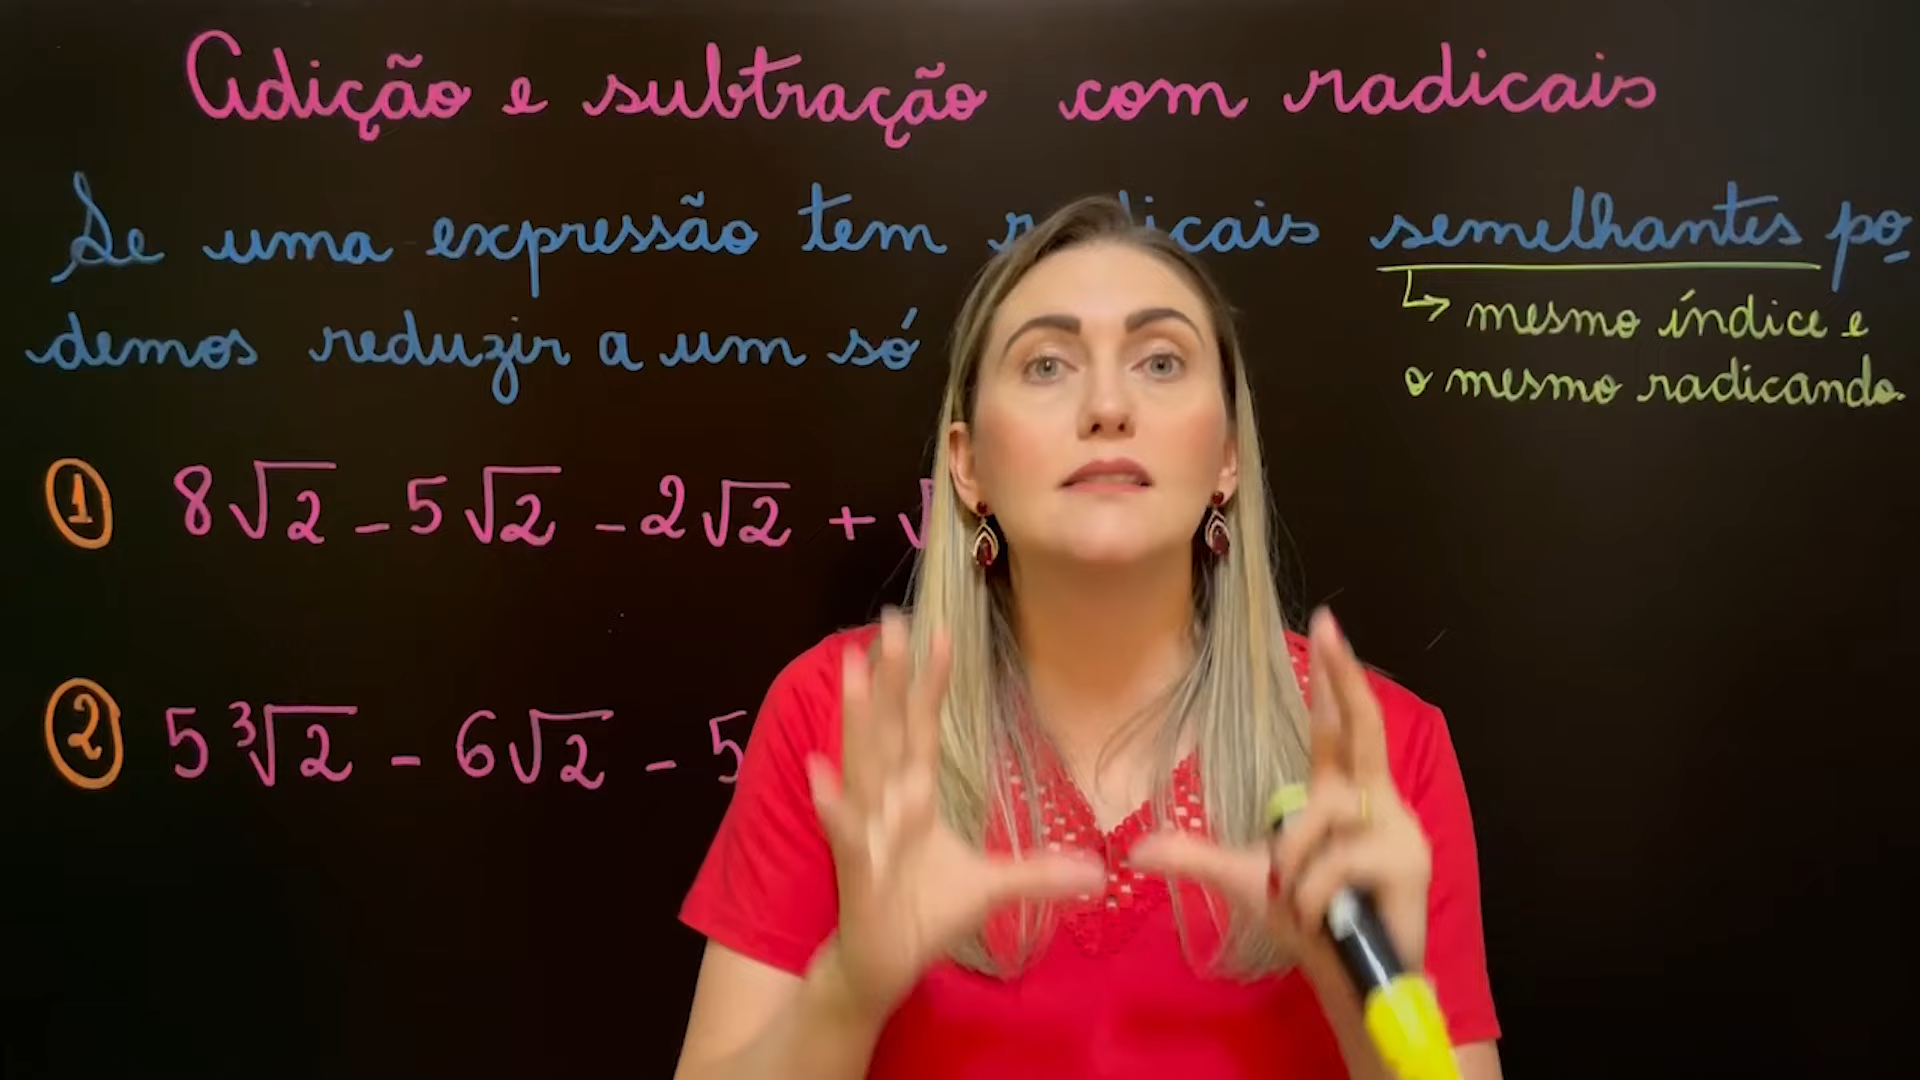 Adição e subtração com radicais
Se uma expressão tem radicais semelhantes po
demos reduzir a um só
↳ mesmo índice e
o mesmo radicando.
① 8√2 - 5√2 - 2√2 + √
② 5∛2 - 6√2 - 5